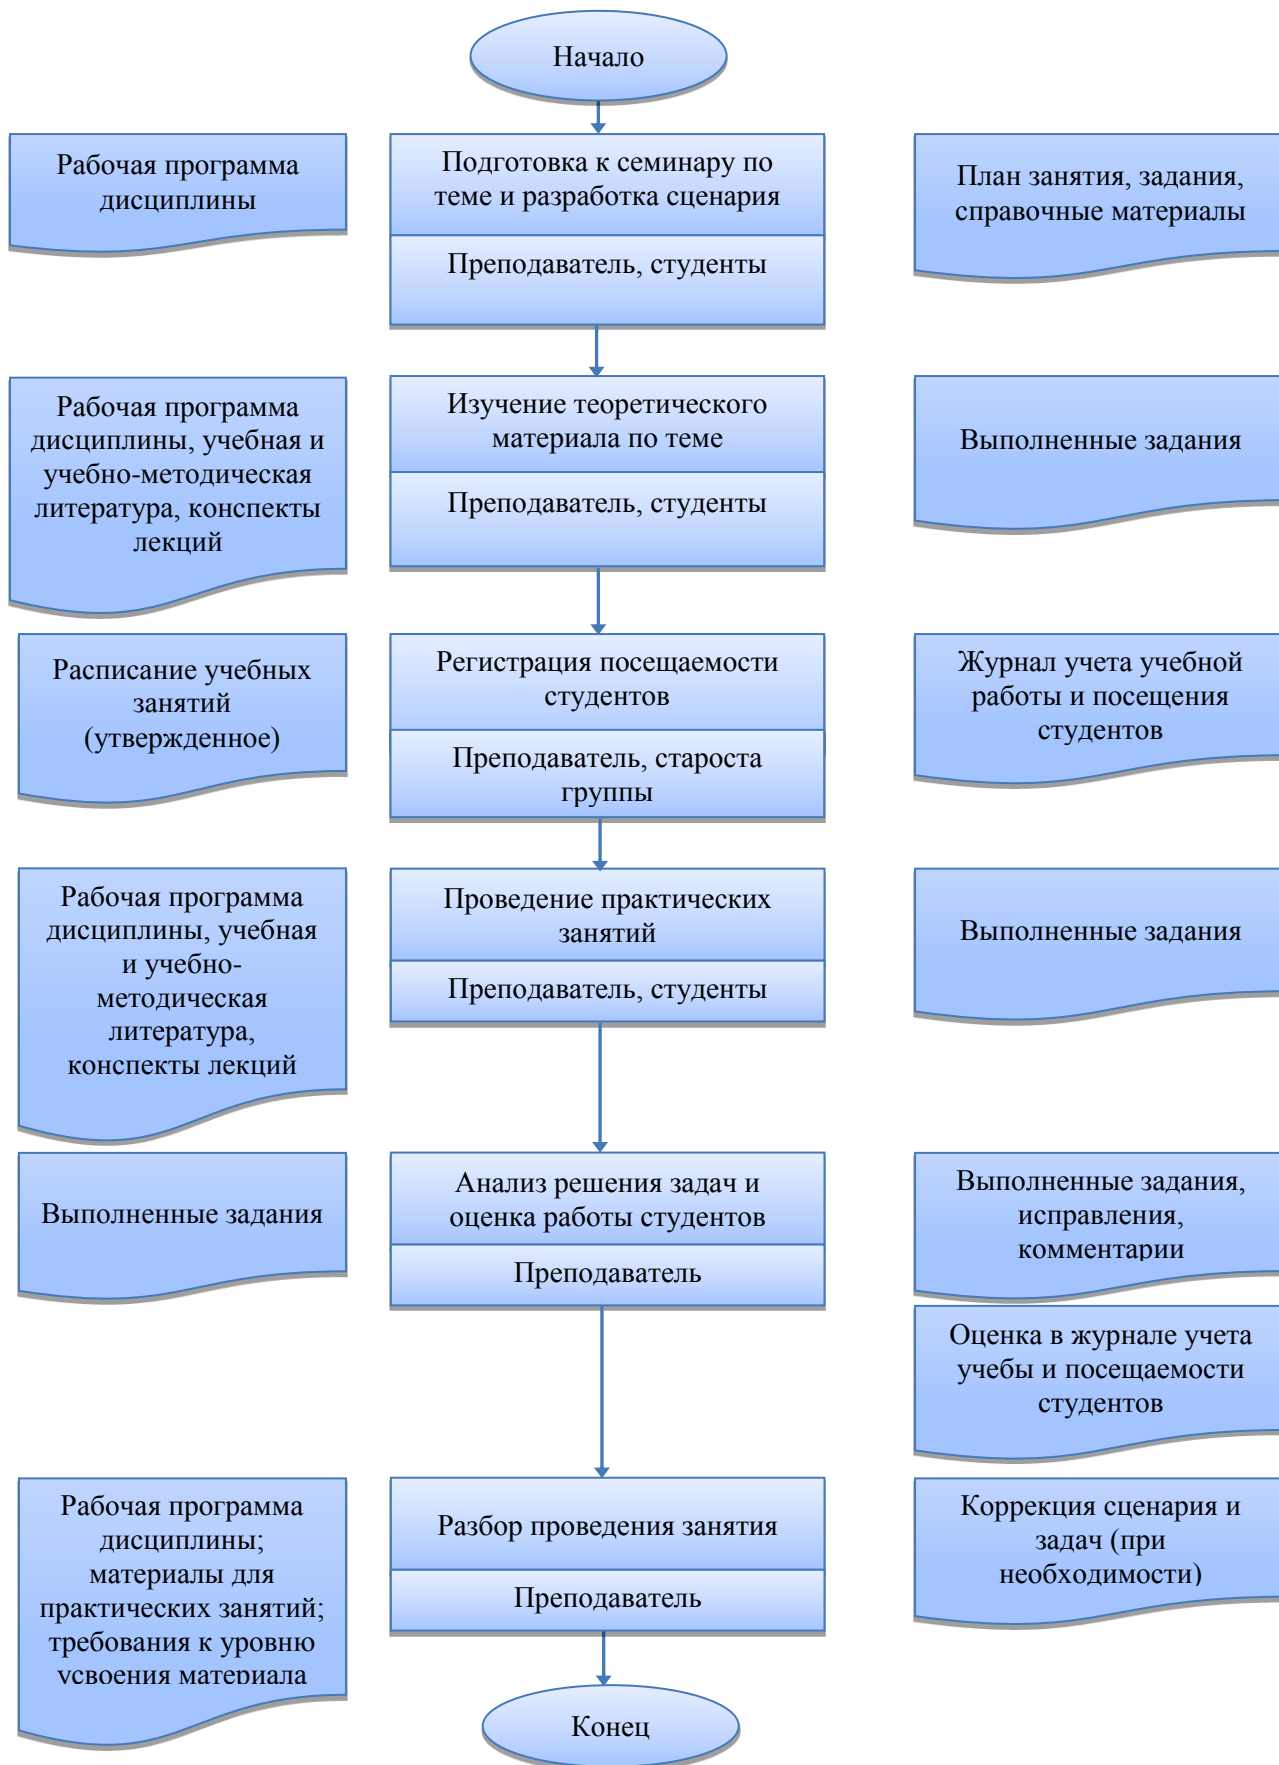 Начало
Рабочая программа
дисциплины
Подготовка к семинару по
теме и разработка сценария
Преподаватель, студенты
План занятия, задания,
справочные материалы
Рабочая программа
дисциплины, учебная и
учебно-методическая
литература, конспекты
лекций
Изучение теоретического
материала по теме
Преподаватель, студенты
Выполненные задания
Расписание учебных
занятий
(утвержденное)
Регистрация посещаемости
студентов
Преподаватель, староста
группы
Журнал учета учебной
работы и посещения
студентов
Рабочая программа
дисциплины, учебная
и учебно-
методическая
литература,
конспекты лекций
Проведение практических
занятий
Преподаватель, студенты
Выполненные задания
Выполненные задания
Анализ решения задач и
оценка работы студентов
Преподаватель
Выполненные задания,
исправления,
комментарии
Оценка в журнале учета
учебы и посещаемости
студентов
Рабочая программа
дисциплины;
материалы для
практических занятий;
требования к уровню
усвоения материала
Разбор проведения занятия
Преподаватель
Коррекция сценария и
задач (при
необходимости)
Конец